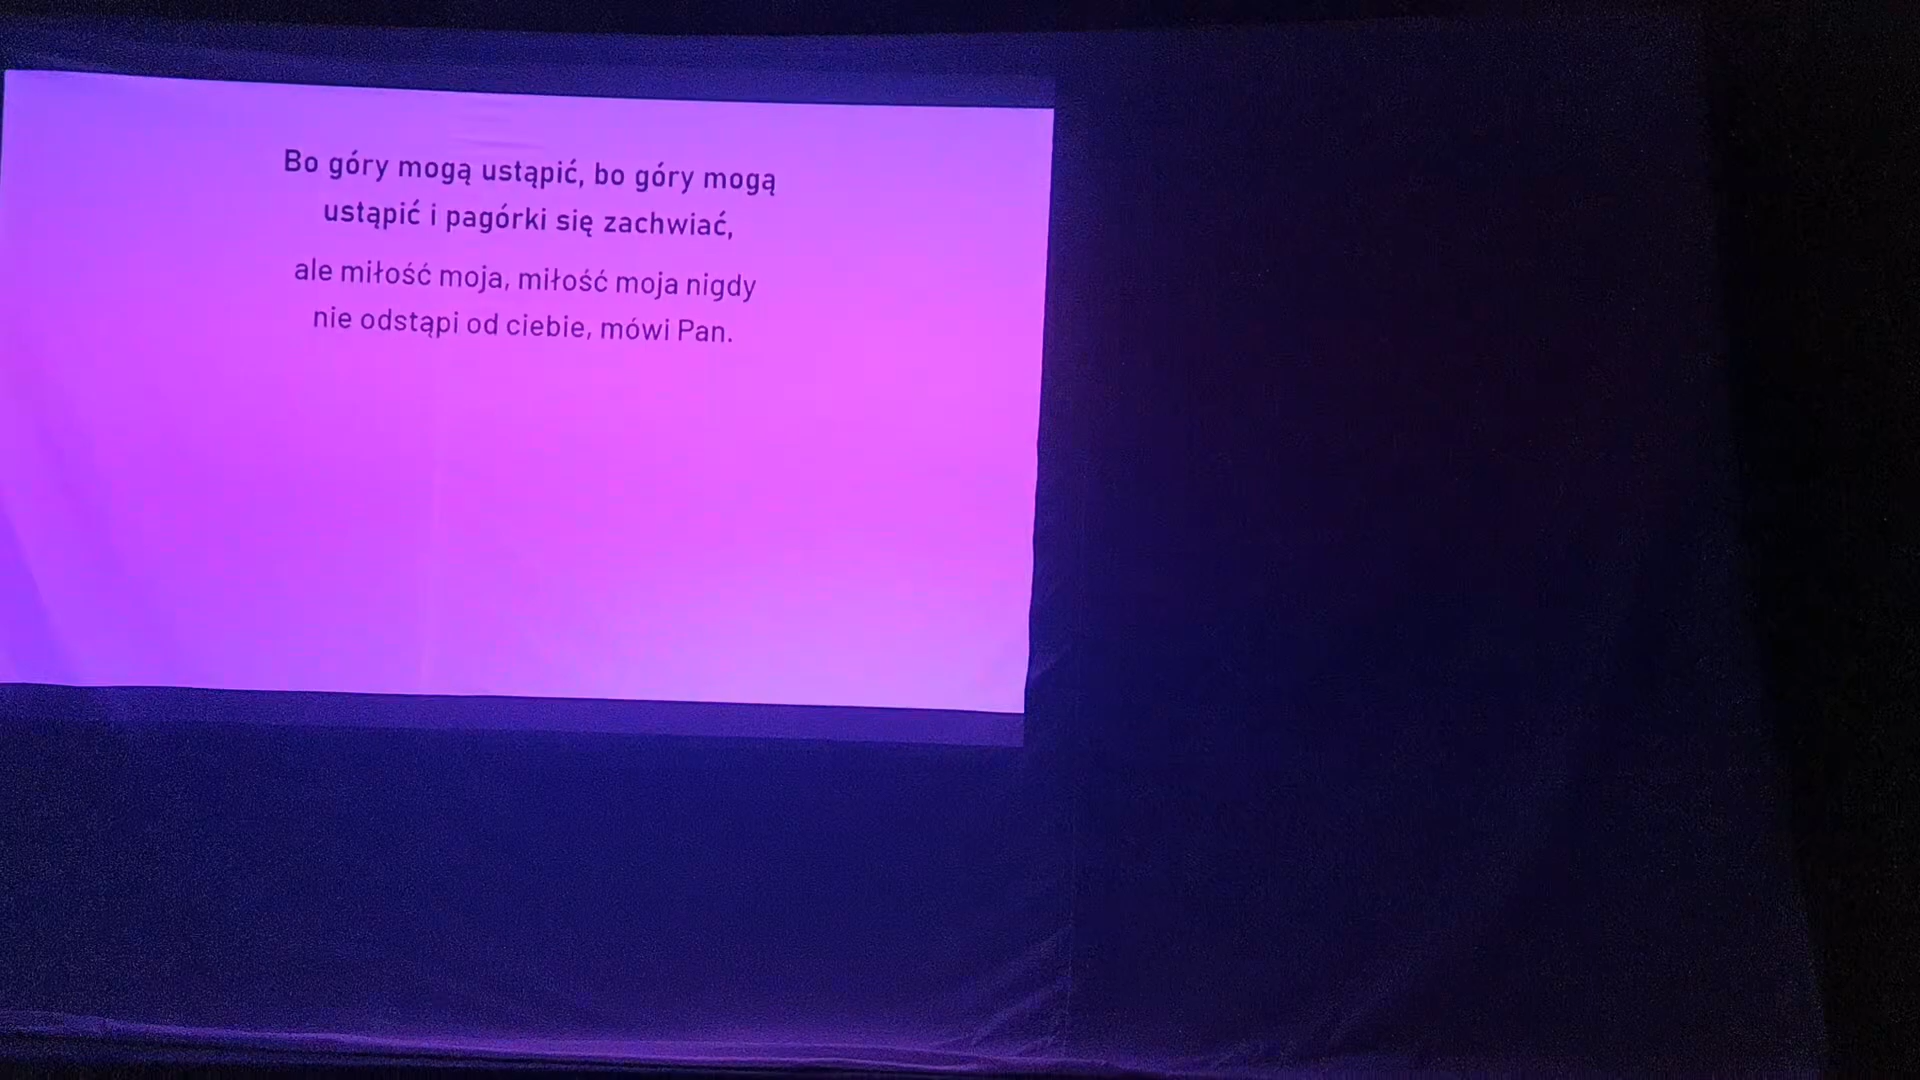 Bo góry mogą ustąpić, bo góry mogą
ustąpić i pagórki się zachwiać,
ale miłość moja, miłość moja nigdy
nie odstąpi od ciebie, mówi Pan.